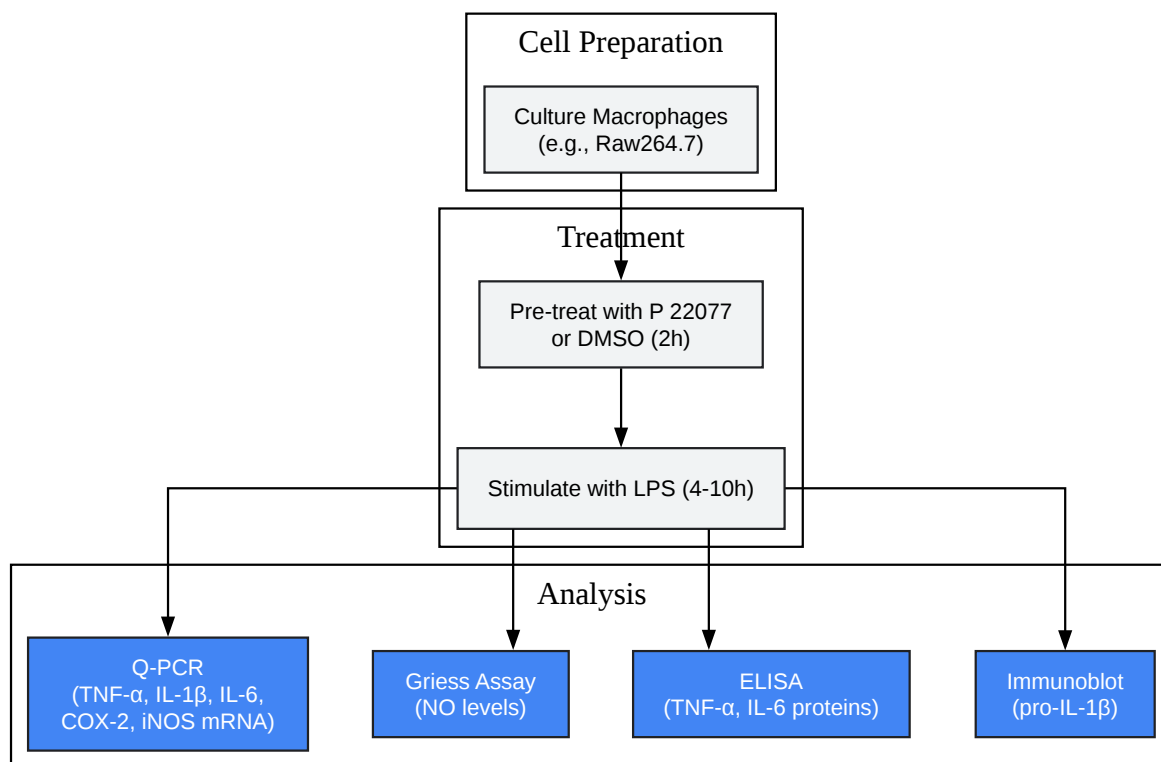 Cell Preparation
Culture Macrophages
(e.g., Raw264.7)
Treatment
Pre-treat with P 22077
or DMSO (2h)
Stimulate with LPS (4-10h)
Analysis
Q-PCR
(TNF-α, IL-1β, IL-6,
COX-2, iNOS mRNA)
Griess Assay
(NO levels)
ELISA
(TNF-α, IL-6 proteins)
Immunoblot
(pro-IL-1β)